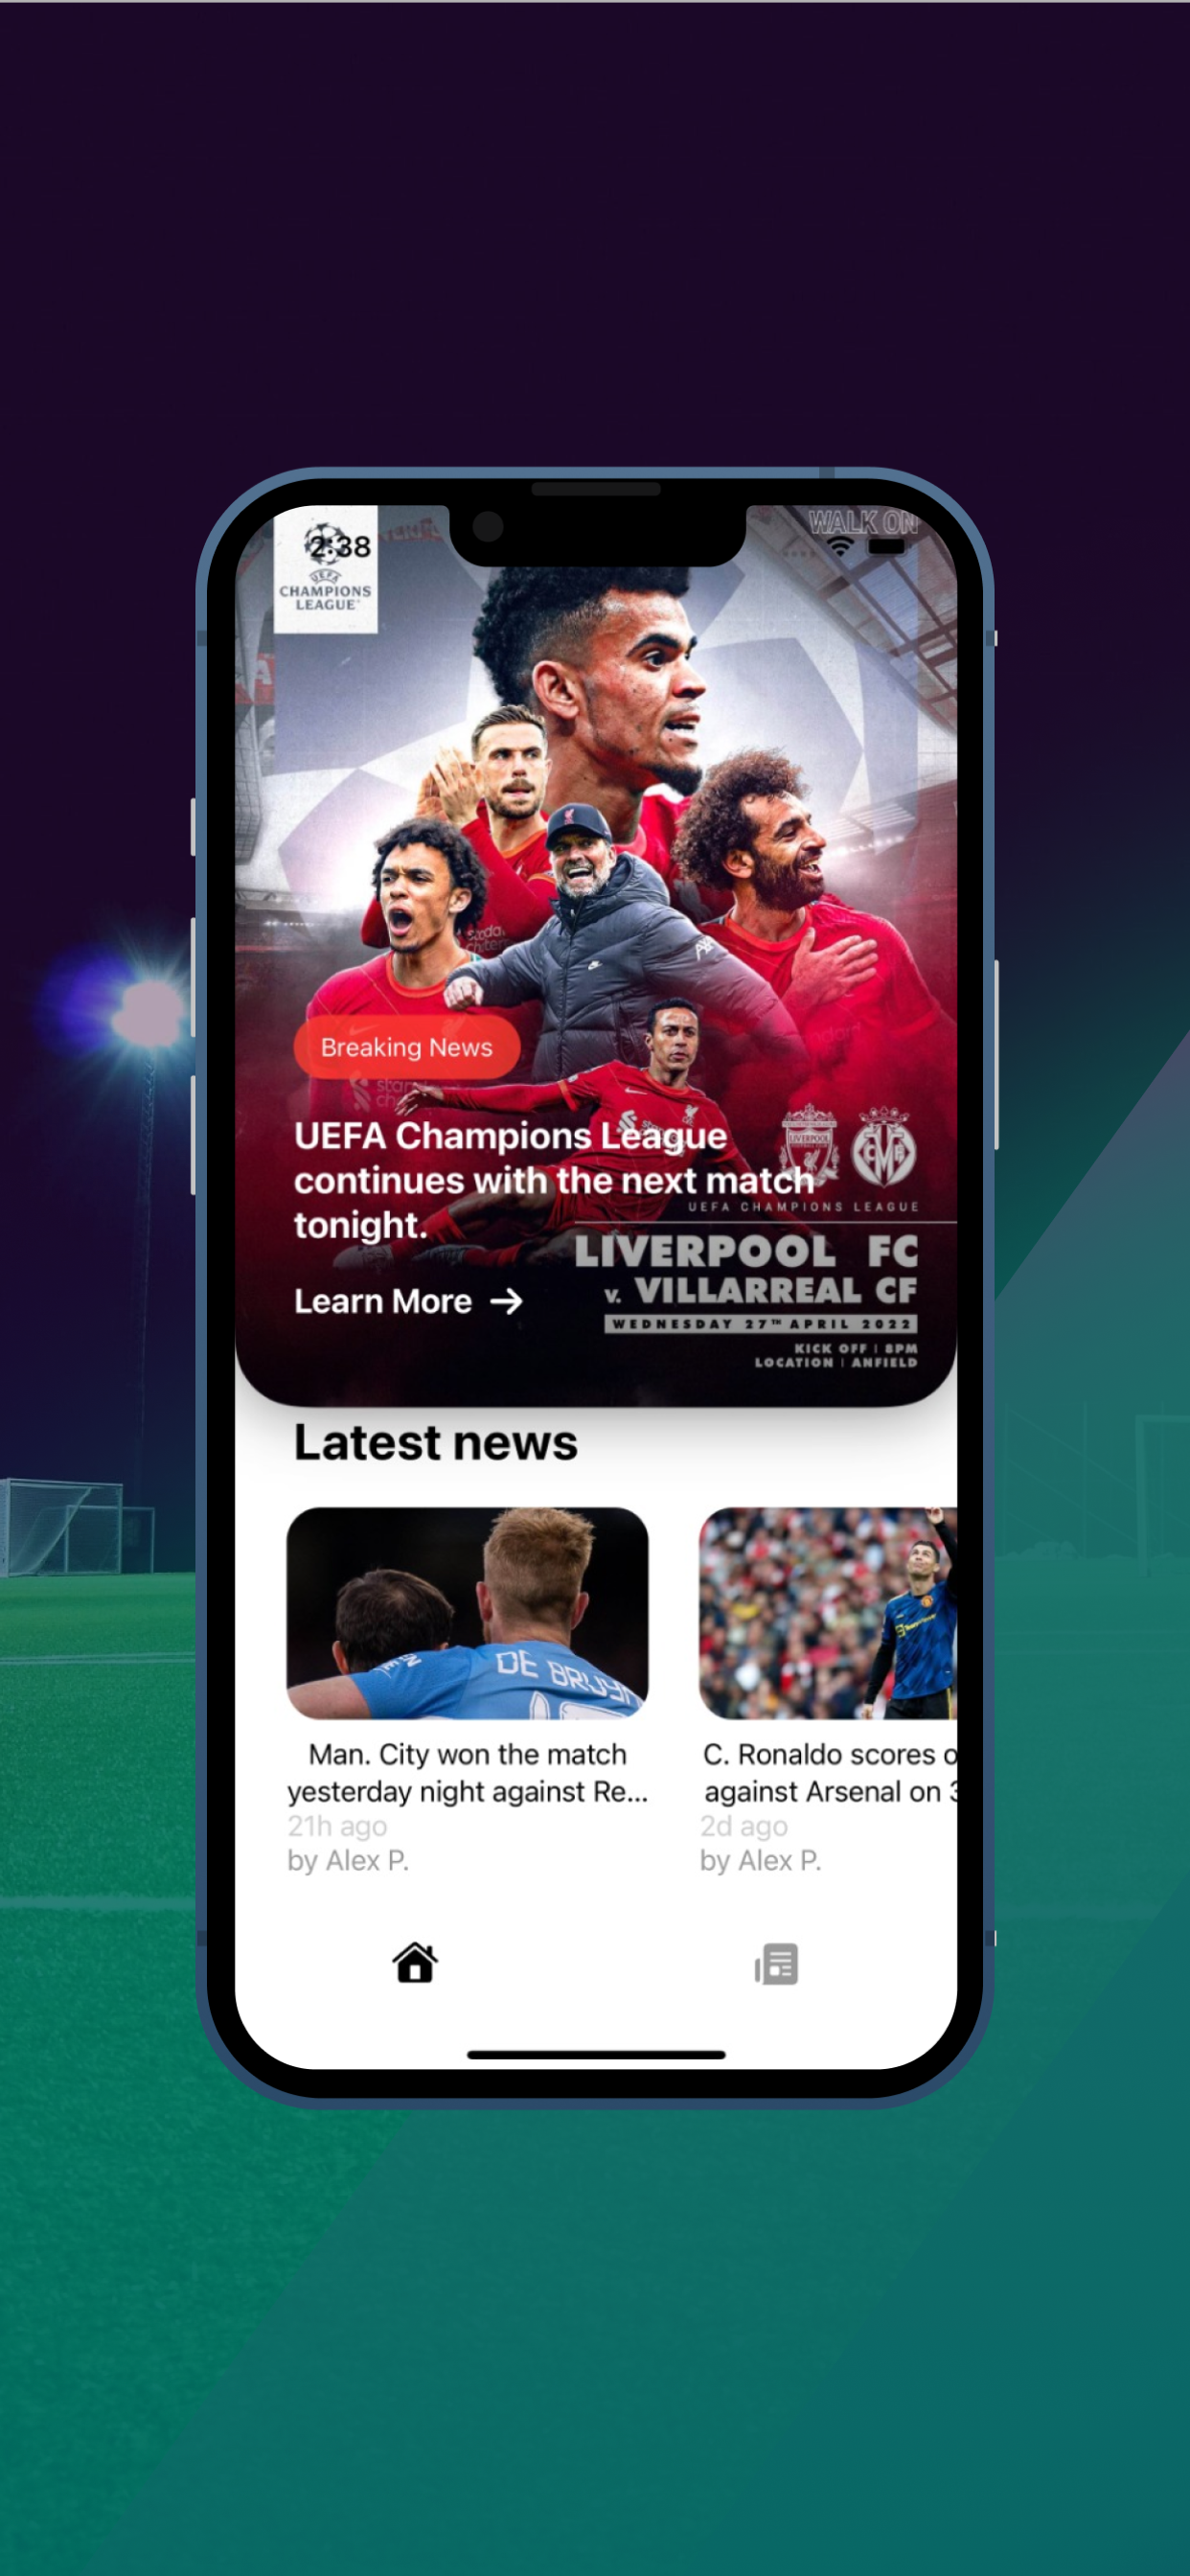 WALK ON
2:38
UEFA
CHAMPIONS
LEAGUE
Breaking News
UEFA Champions League
continues with the next match
tonight.
Learn More
LIVERPOOL
UEFA CHAMPIONS LEAGUE
LIVERPOOL FC
v. VILLARREAL CF
WEDNESDAY 27TH APRIL 2022
KICK OFF | 8PM
LOCATION | ANFIELD
Latest news
DE BRUYN
Man. City won the match
yesterday night against Re...
21h ago
by Alex P.
C. Ronaldo scores o
against Arsenal on 3
2d ago
by Alex P.